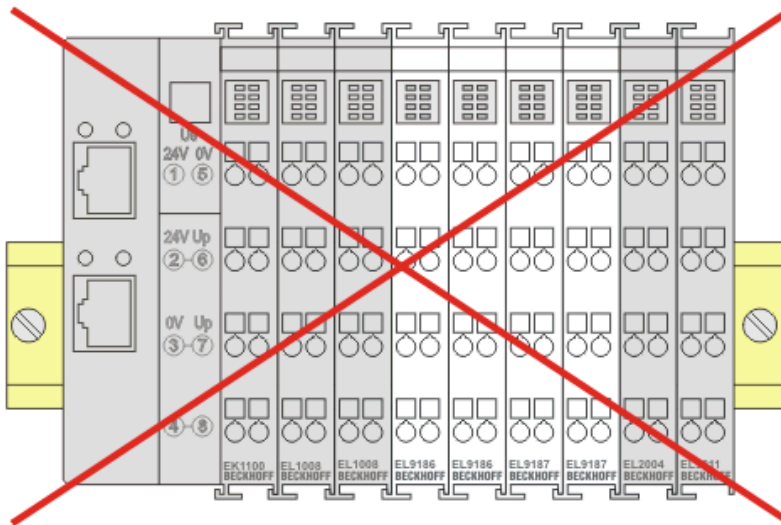 Us
24V 0V
1 5
24V Up
2 6
0V Up
3 7
4 8
EK1100 EL1008 EL1008 EL9186 EL9186 EL9187 EL9187 EL2004
BECKHOFF BECKHOFF BECKHOFF BECKHOFF BECKHOFF BECKHOFF BECKHOFF BECKHOFF BECKHOFF